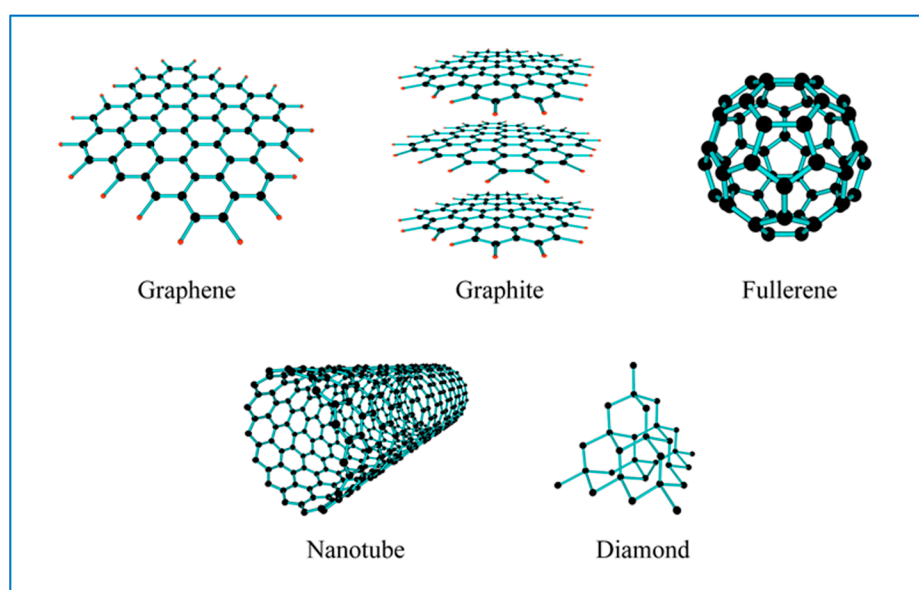 Graphene
Graphite
Fullerene
Nanotube
Diamond